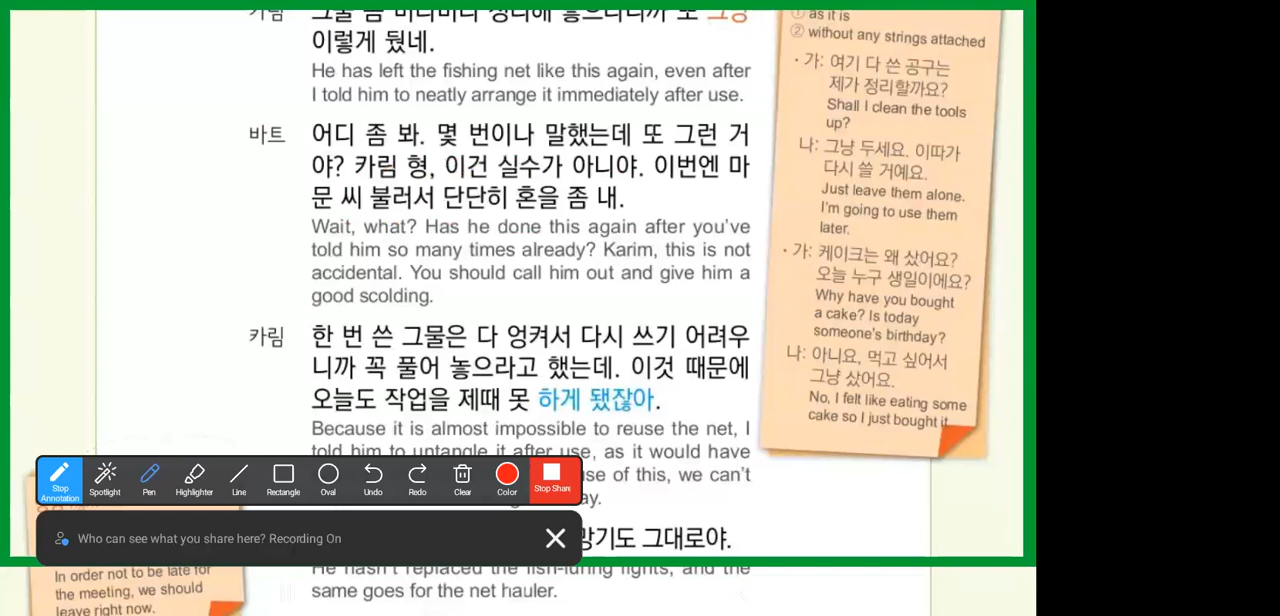 이렇게 뒀네.
He has left the fishing net like this again, even after
I told him to neatly arrange it immediately after use.
바트
어디 좀 봐. 몇 번이나 말했는데 또 그런 거
야? 카림 형, 이건 실수가 아니야. 이번엔 마
문 씨 불러서 단단히 혼을 좀 내.
Wait, what? Has he done this again after you've
told him so many times already? Karim, this is not
accidental. You should call him out and give him a
good scolding.
카림
한 번 쓴 그물은 다 엉켜서 다시 쓰기 어려우
니까 꼭 풀어 놓으라고 했는데. 이것 때문에
오늘도 작업을 제때 못 하게 됐잖아.
Because it is almost impossible to reuse the net, I
told him to untangle it after use, as it would have
use of this, we can't
ay.
망기도 그대로야.
He hasn't replaced the fish-luring lights, and the
same goes for the net hauler.
① as it is
② without any strings attached
· 가: 여기 다 쓴 공구는
제가 정리할까요?
Shall I clean the tools
up?
나: 그냥 두세요. 이따가
다시 쓸 거예요.
Just leave them alone.
I'm going to use them
later.
· 가: 케이크는 왜 샀어요?
오늘 누구 생일이에요?
Why have you bought
a cake? Is today
someone's birthday?
나: 아니요, 먹고 싶어서
그냥 샀어요.
No, I felt like eating some
cake so I just bought it.
Stop Annotation
Spotlight
Pen
Highlighter
Line
Rectangle
Oval
Undo
Redo
Clear
Color
Stop Share
Who can see what you share here? Recording On
In order not to be late for
the meeting, we should
leave right now.